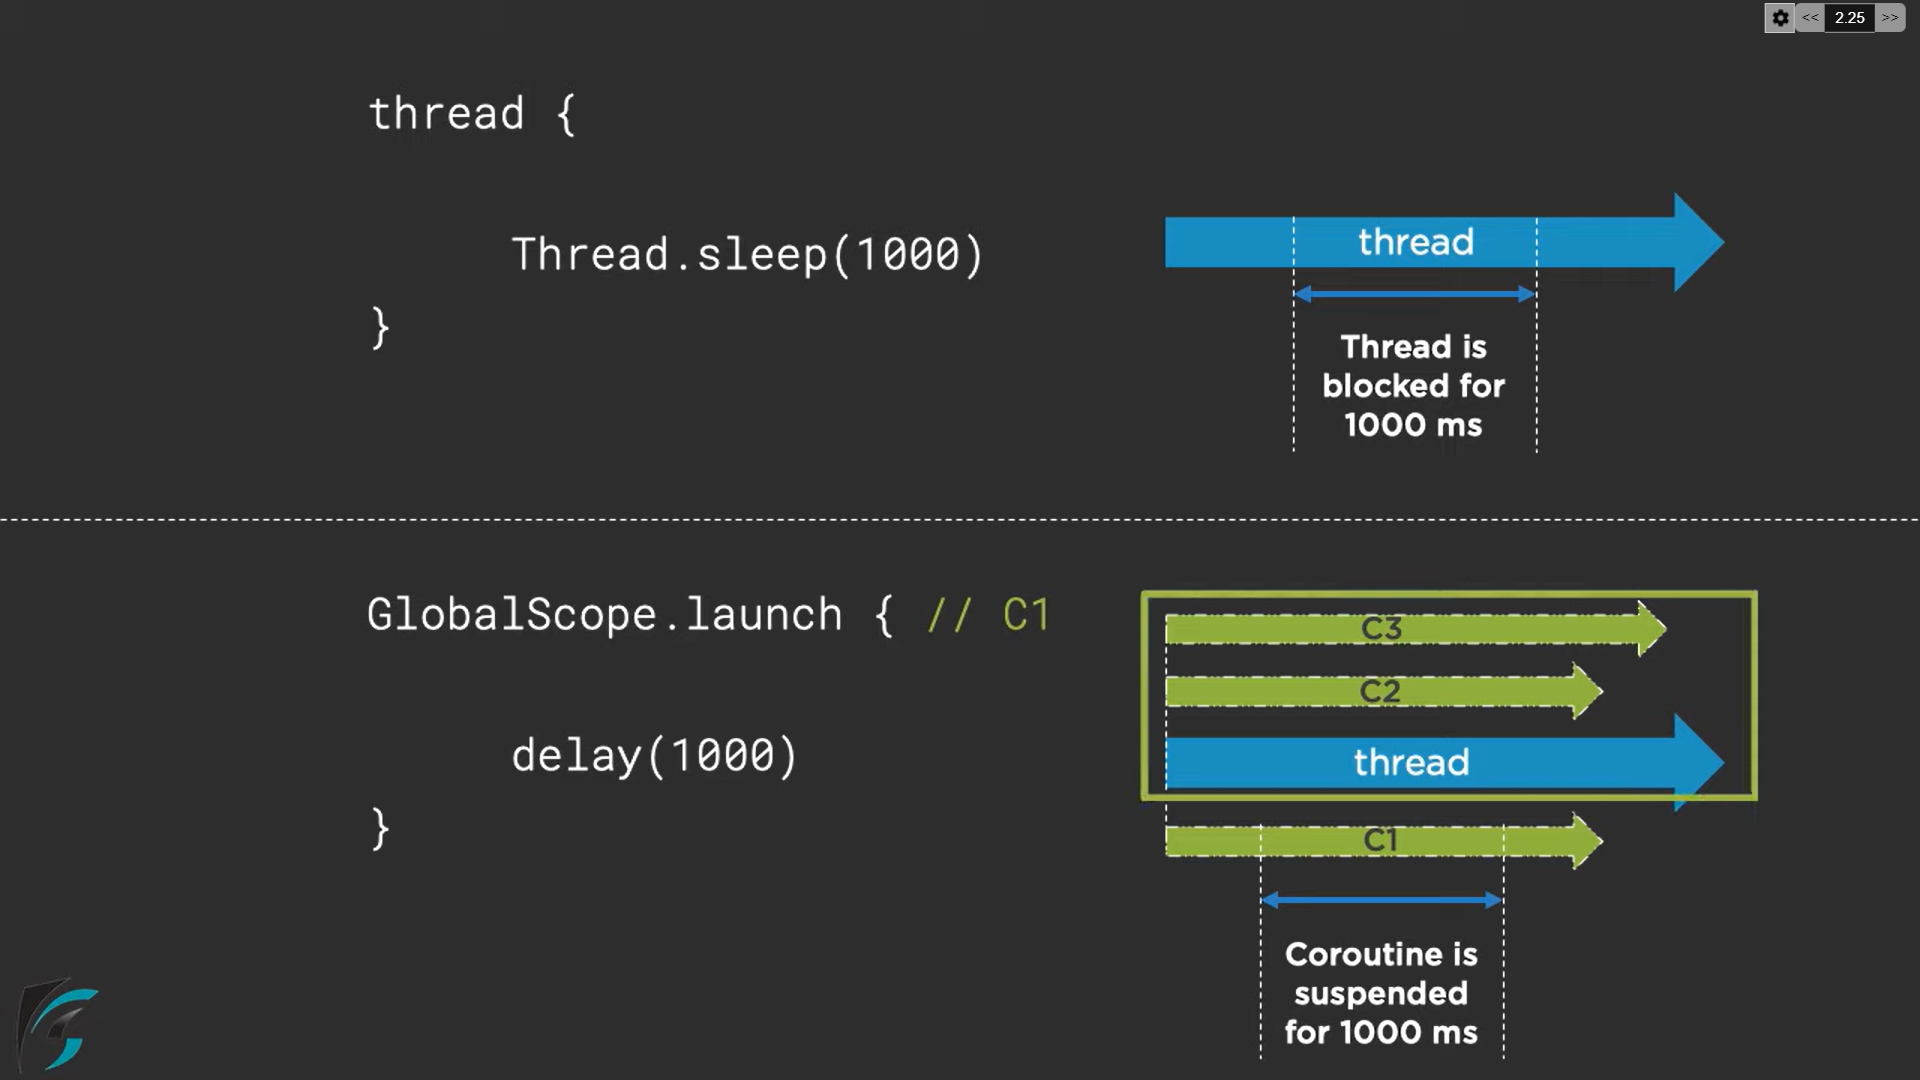 << 2.25 >>
thread {
Thread.sleep(1000)
}
thread
Thread is
blocked for
1000 ms
GlobalScope.launch { // C1
delay(1000)
}
C3
C2
thread
C1
Coroutine is
suspended
for 1000 ms